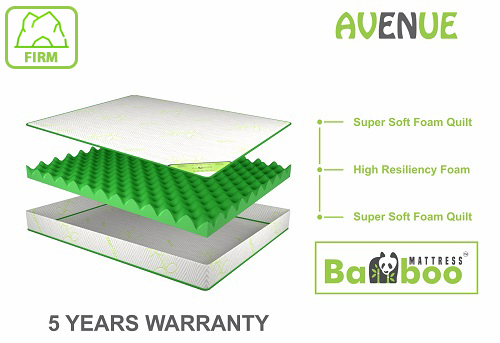 FIRM
AVENUE
Super Soft Foam Quilt
High Resiliency Foam
Super Soft Foam Quilt
MATTRESS
Bamboo
5 YEARS WARRANTY